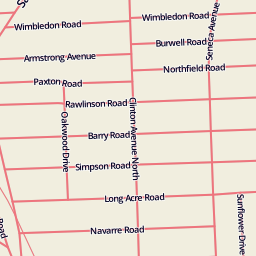 Wimbledon Road
Wimbledon Road
Burwell Road
Seneca Avenue
Armstrong Avenue
Northfield Road
Paxton Road
Rawlinson Road
Clinton Avenue North
Oakwood Drive
Barry Road
Simpson Road
Long Acre Road
Sunflower Drive
Navarre Road
Road